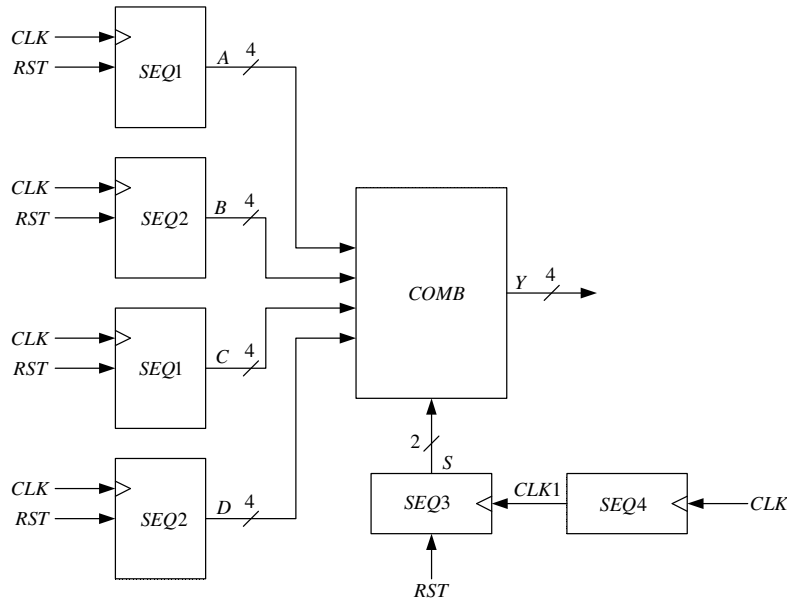 CLK
RST
SEQ1
A
4
CLK
RST
SEQ2
B
4
CLK
RST
SEQ1
C
4
CLK
RST
SEQ2
D
4
COMB
Y
4
2
S
SEQ3
RST
CLK1
SEQ4
CLK